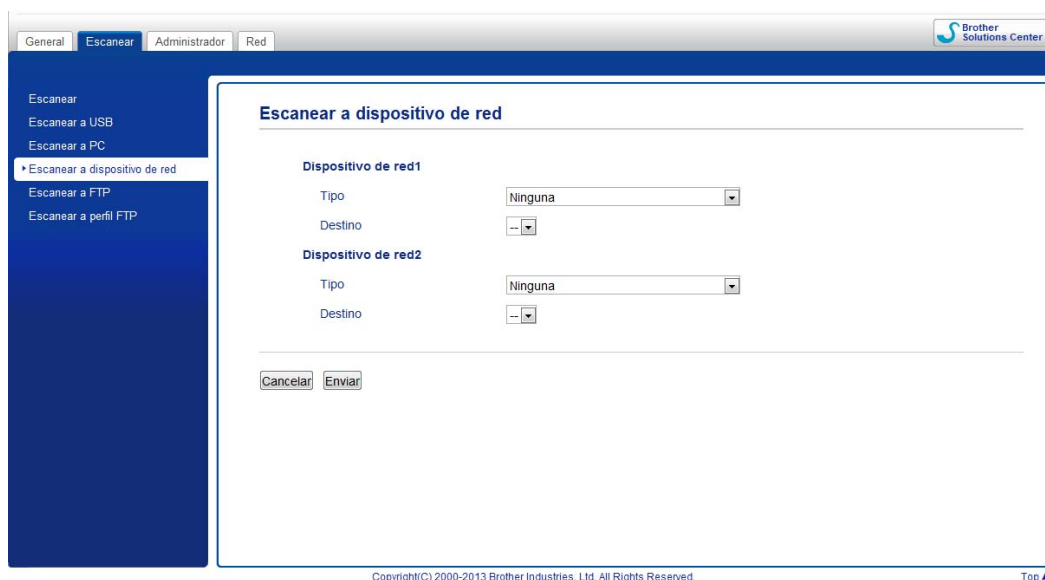 General Escanear Administrador Red
Brother
Solutions Center
Escanear
Escanear a USB
Escanear a PC
Escanear a dispositivo de red
Escanear a FTP
Escanear a perfil FTP
Escanear a dispositivo de red
Dispositivo de red1
Tipo Ninguna
Destino --
Dispositivo de red2
Tipo Ninguna
Destino --
Cancelar Enviar
Copyright(C) 2000-2013 Brother Industries, Ltd. All Rights Reserved.
Top